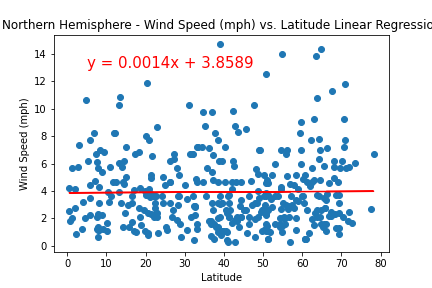 Northern Hemisphere - Wind Speed (mph) vs. Latitude Linear Regressio
y = 0.0014x + 3.8589
14
12
10
8
6
4
2
0
Wind Speed (mph)
0 10 20 30 40 50 60 70 80
Latitude